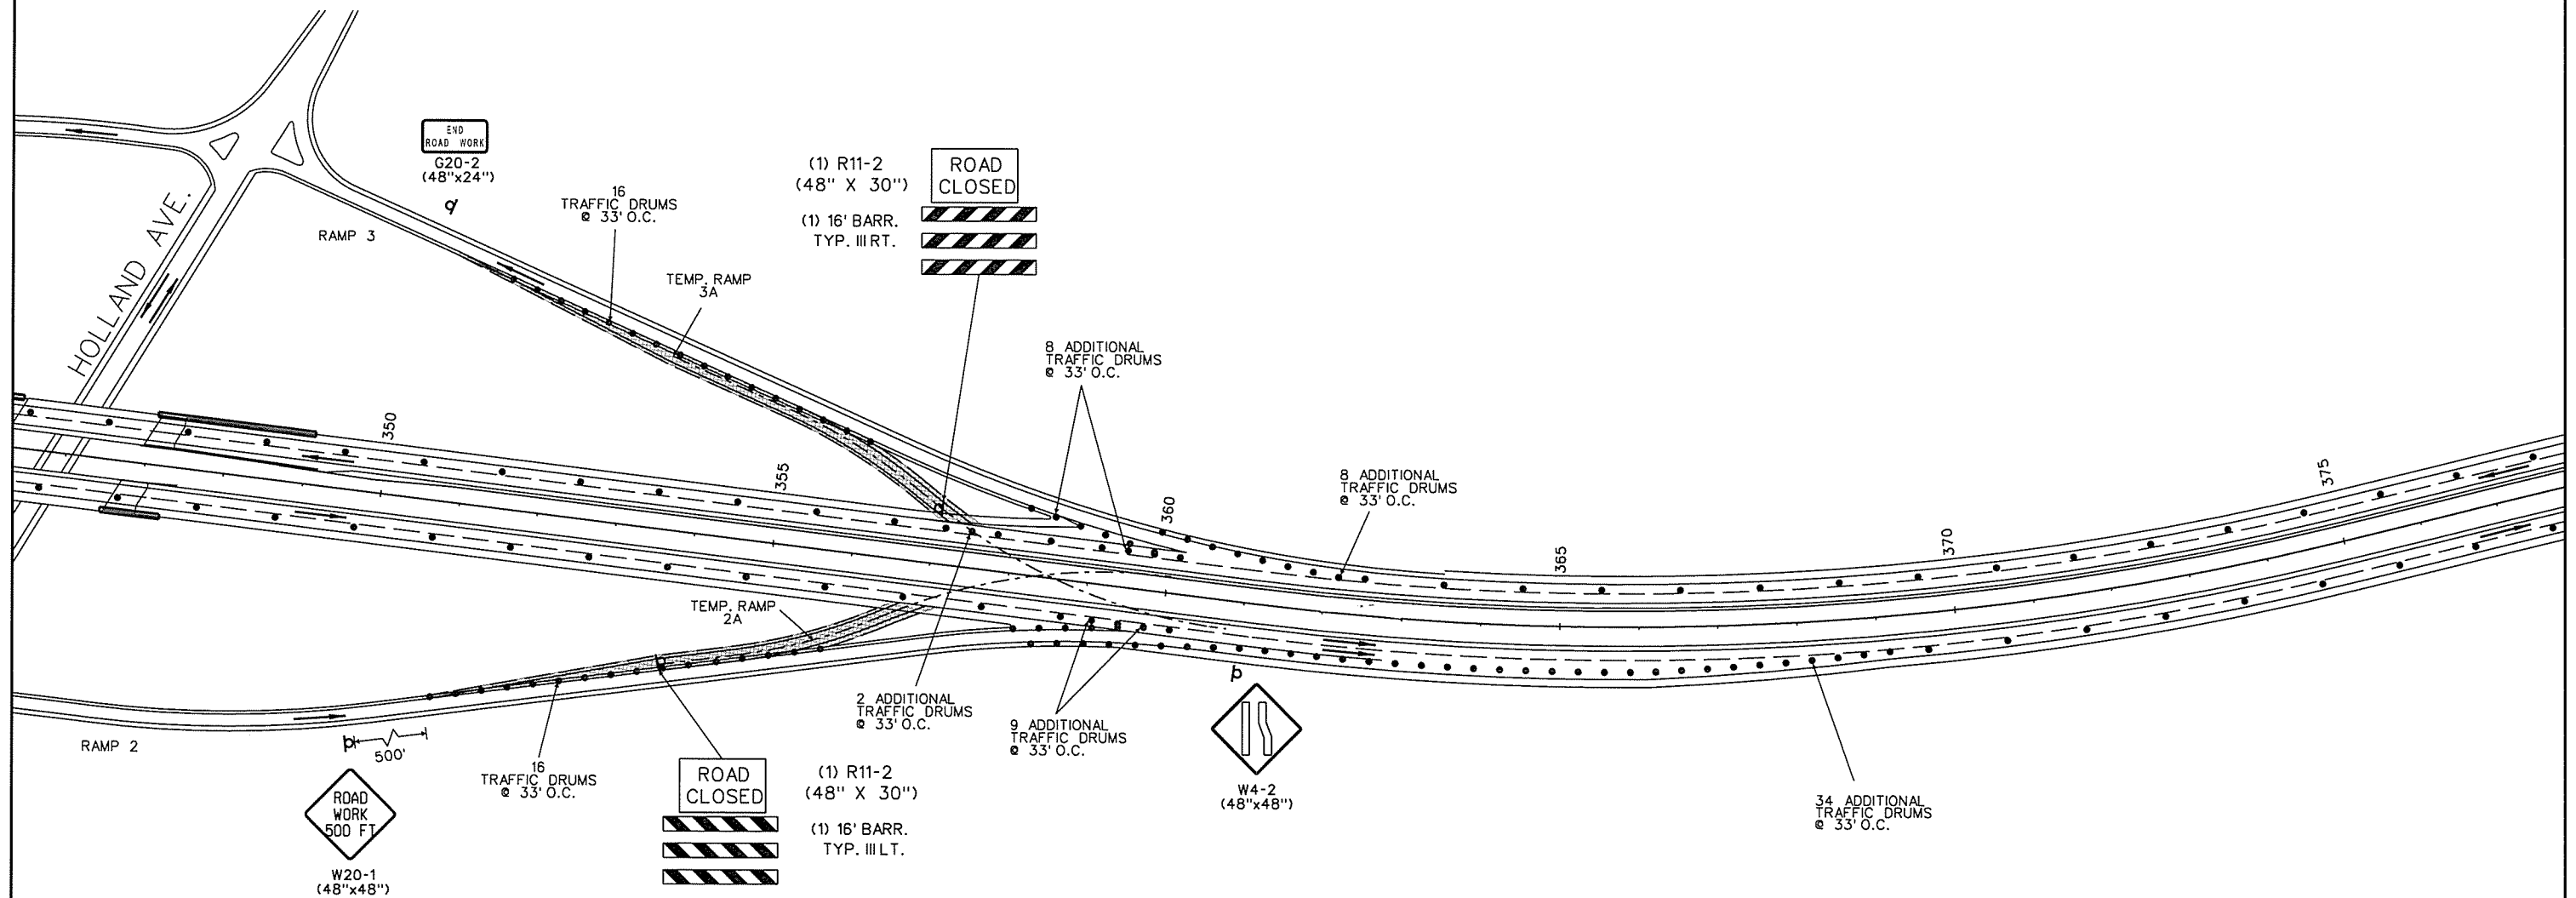 END
ROAD WORK
G20-2
(48"x24")
16
TRAFFIC DRUMS
@ 33' O.C.
RAMP 3
HOLLAND AVE.
TEMP. RAMP
3A
(1) R11-2
(48" X 30")
ROAD
CLOSED
(1) 16' BARR.
TYP. III RT.
8 ADDITIONAL
TRAFFIC DRUMS
@ 33' O.C.
8 ADDITIONAL
TRAFFIC DRUMS
@ 33' O.C.
350
355
360
365
370
375
TEMP. RAMP
2A
RAMP 2
500'
ROAD
WORK
500 FT
W20-1
(48"x48")
16
TRAFFIC DRUMS
@ 33' O.C.
ROAD
CLOSED
(1) R11-2
(48" X 30")
(1) 16' BARR.
TYP. III LT.
2 ADDITIONAL
TRAFFIC DRUMS
@ 33' O.C.
9 ADDITIONAL
TRAFFIC DRUMS
@ 33' O.C.
W4-2
(48"x48")
34 ADDITIONAL
TRAFFIC DRUMS
@ 33' O.C.